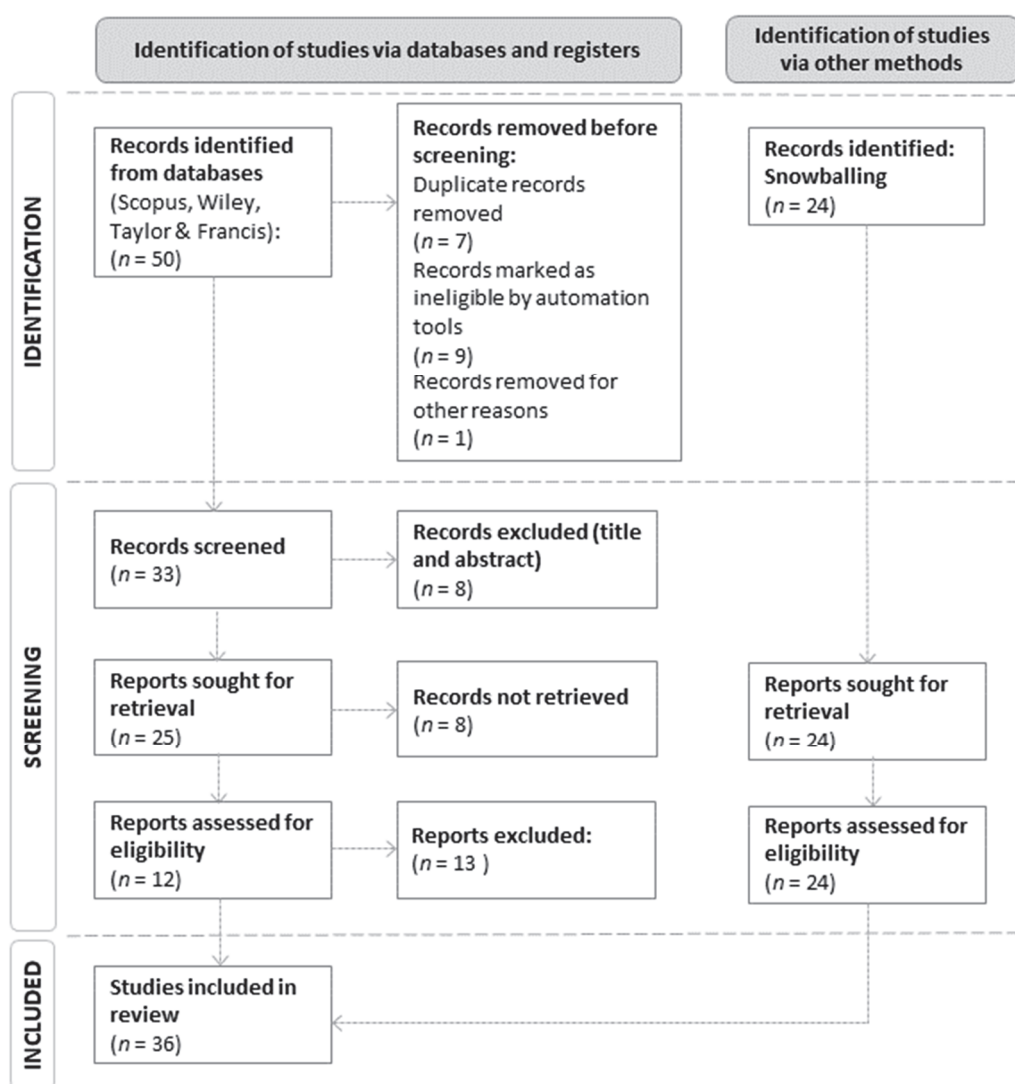 Identification of studies via databases and registers
Identification of studies
via other methods
IDENTIFICATION
Records identified
from databases
(Scopus, Wiley,
Taylor & Francis):
(n = 50)
Records removed before
screening:
Duplicate records
removed
(n = 7)
Records marked as
ineligible by automation
tools
(n = 9)
Records removed for
other reasons
(n = 1)
Records identified:
Snowballing
(n = 24)
SCREENING
Records screened
(n = 33)
Records excluded (title
and abstract)
(n = 8)
Reports sought for
retrieval
(n = 25)
Records not retrieved
(n = 8)
Reports sought for
retrieval
(n = 24)
Reports assessed for
eligibility
(n = 12)
Reports excluded:
(n = 13 )
Reports assessed for
eligibility
(n = 24)
INCLUDED
Studies included in
review
(n = 36)